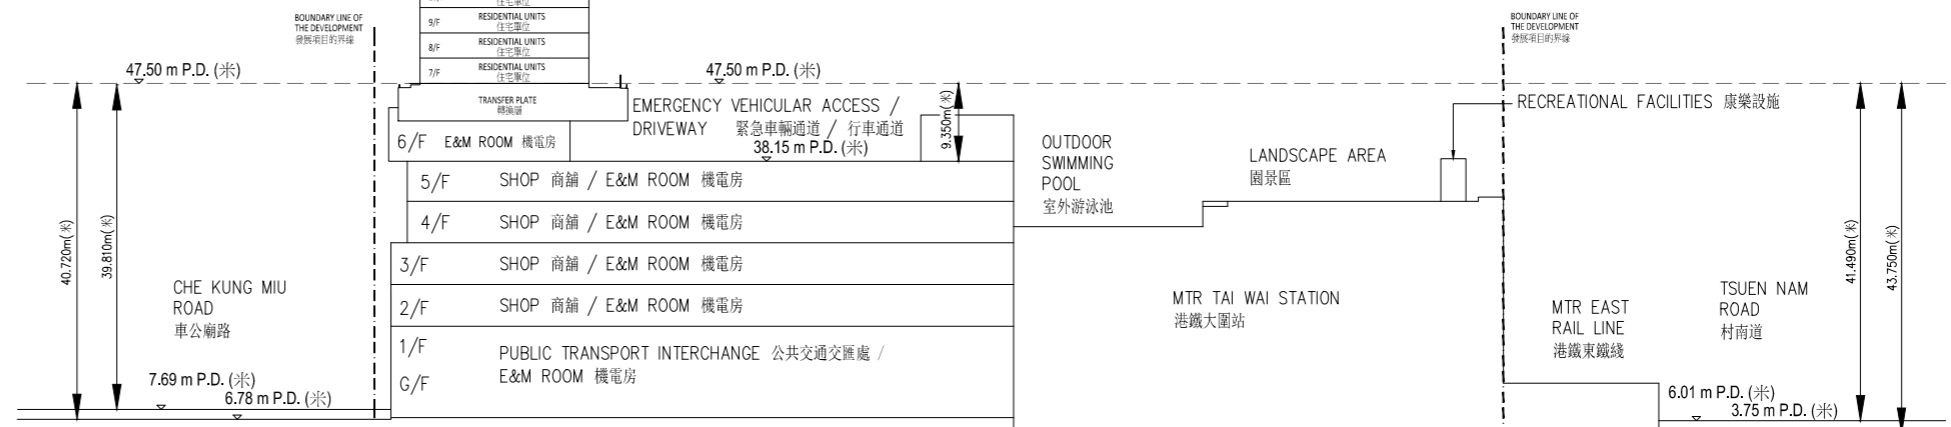 BOUNDARY LINE OF
THE DEVELOPMENT
發展項目的界線
9/F
RESIDENTIAL UNITS
住宅單位
8/F
RESIDENTIAL UNITS
住宅單位
7/F
RESIDENTIAL UNITS
住宅單位
BOUNDARY LINE OF
THE DEVELOPMENT
發展項目的界線
47.50 m P.D. (米)
47.50 m P.D. (米)
TRANSFER PLATE
轉換層
EMERGENCY VEHICULAR ACCESS /
DRIVEWAY 緊急車輛通道 / 行車通道
38.15 m P.D. (米)
9.350m(米)
RECREATIONAL FACILITIES 康樂設施
6/F E&M ROOM 機電房
OUTDOOR
SWIMMING
POOL
室外游泳池
LANDSCAPE AREA
園景區
5/F SHOP 商舖 / E&M ROOM 機電房
4/F SHOP 商舖 / E&M ROOM 機電房
3/F SHOP 商舖 / E&M ROOM 機電房
2/F SHOP 商舖 / E&M ROOM 機電房
1/F
G/F
PUBLIC TRANSPORT INTERCHANGE 公共交通交匯處 /
E&M ROOM 機電房
40.720m(米)
39.810m(米)
CHE KUNG MIU
ROAD
車公廟路
7.69 m P.D. (米)
6.78 m P.D. (米)
MTR TAI WAI STATION
港鐵大圍站
MTR EAST
RAIL LINE
港鐵東鐵綫
TSUEN NAM
ROAD
村南道
41.490m(米)
43.750m(米)
6.01 m P.D. (米)
3.75 m P.D. (米)